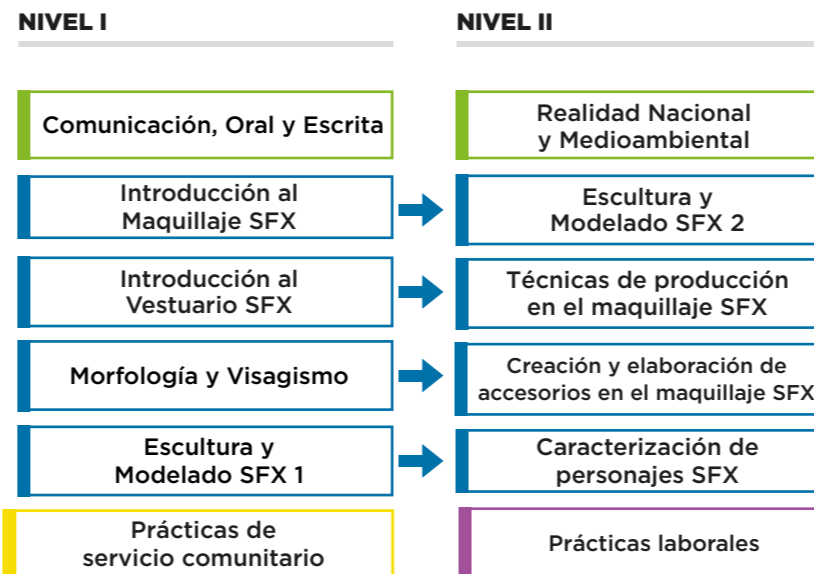 NIVEL I
Comunicación, Oral y Escrita
Introducción al
Maquillaje SFX
Introducción al
Vestuario SFX
Morfología y Visagismo
Escultura y
Modelado SFX 1
Prácticas de
servicio comunitario
NIVEL II
Realidad Nacional
y Medioambiental
Escultura y
Modelado SFX 2
Técnicas de producción
en el maquillaje SFX
Creación y elaboración de
accesorios en el maquillaje SFX
Caracterización de
personajes SFX
Prácticas laborales